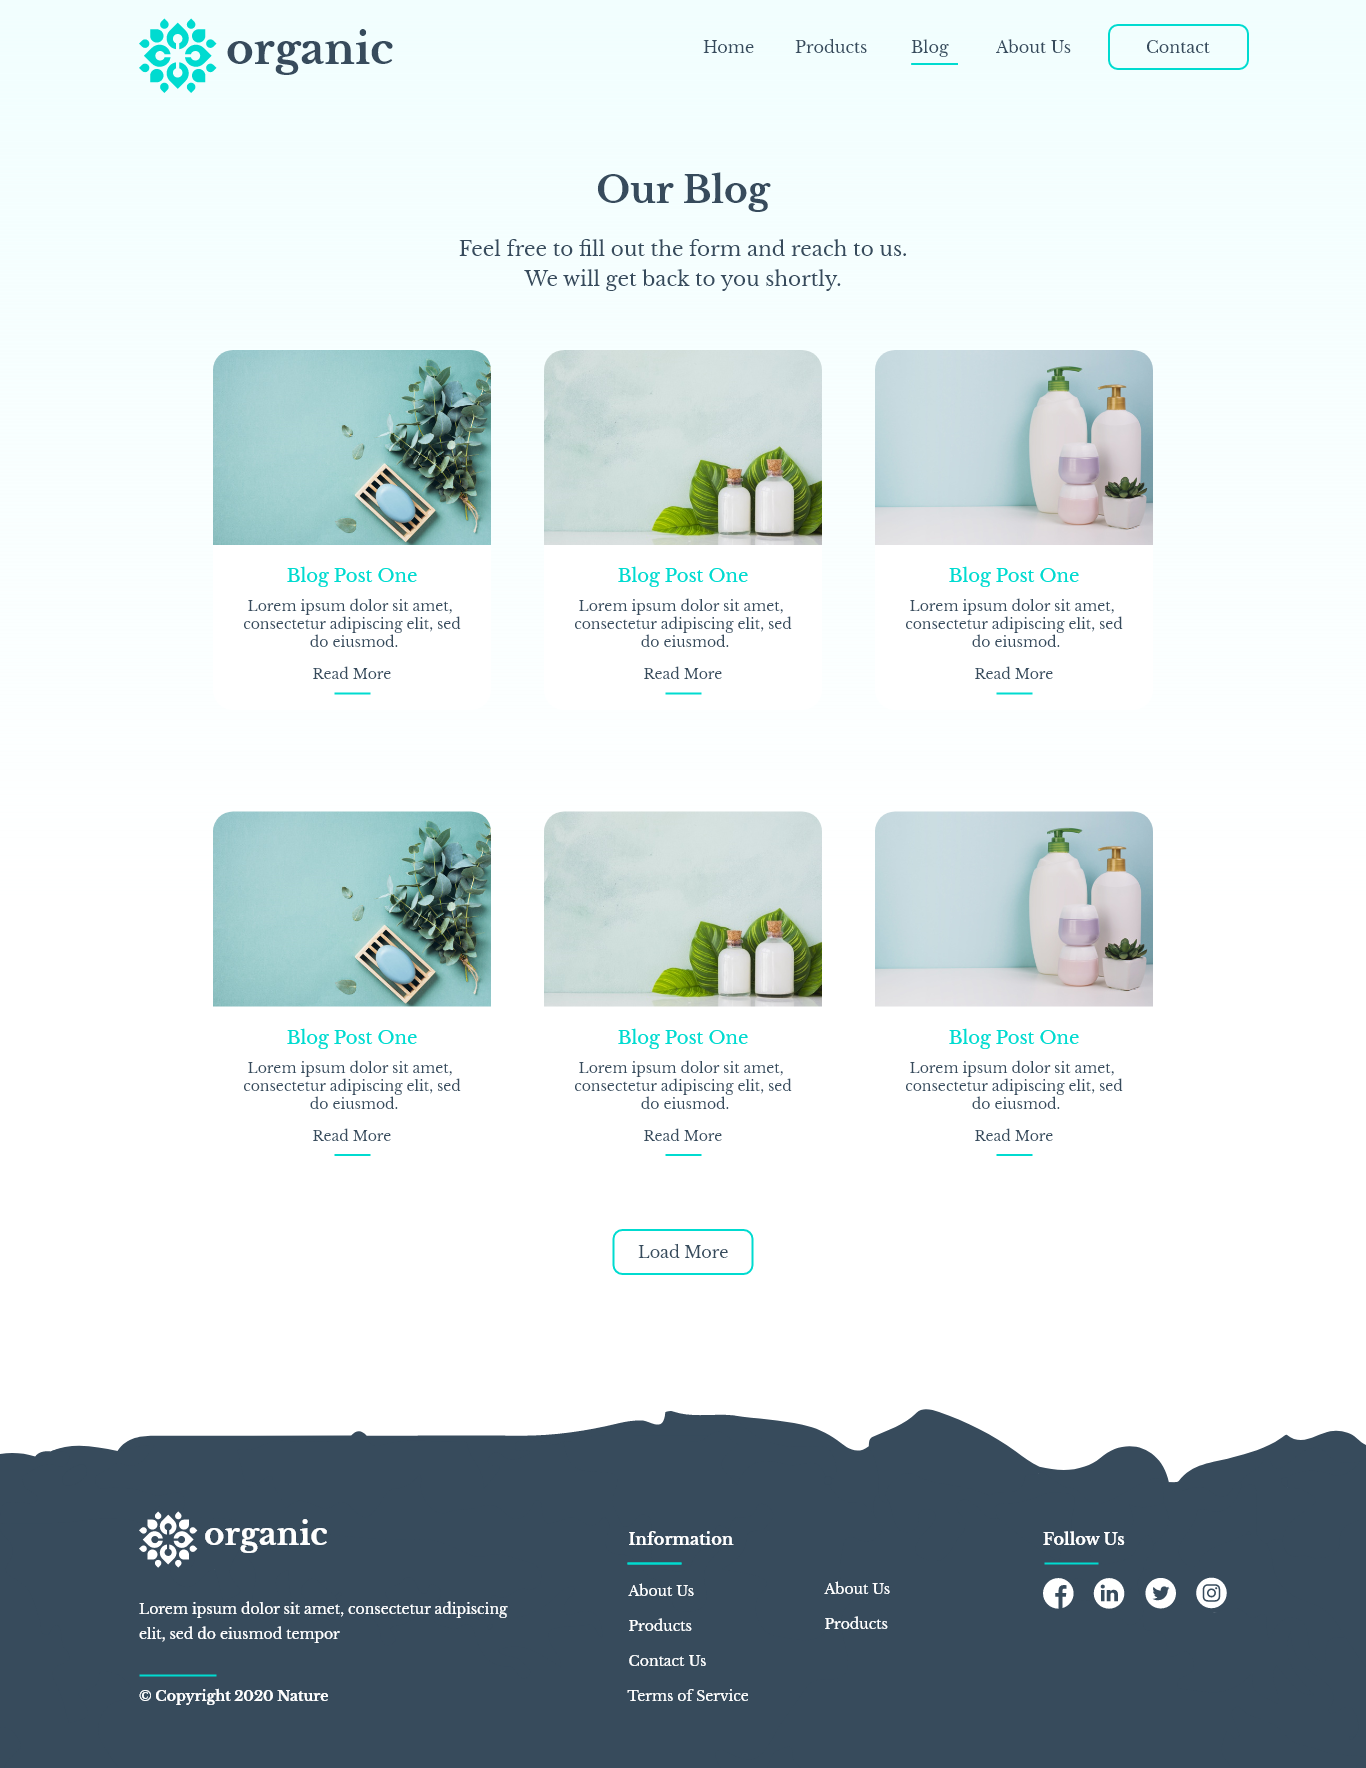 organic
Home
Products
Blog
About Us
Contact
Our Blog
Feel free to fill out the form and reach to us.
We will get back to you shortly.
Blog Post One
Lorem ipsum dolor sit amet,
consectetur adipiscing elit, sed
do eiusmod.
Read More
Blog Post One
Lorem ipsum dolor sit amet,
consectetur adipiscing elit, sed
do eiusmod.
Read More
Blog Post One
Lorem ipsum dolor sit amet,
consectetur adipiscing elit, sed
do eiusmod.
Read More
Blog Post One
Lorem ipsum dolor sit amet,
consectetur adipiscing elit, sed
do eiusmod.
Read More
Blog Post One
Lorem ipsum dolor sit amet,
consectetur adipiscing elit, sed
do eiusmod.
Read More
Blog Post One
Lorem ipsum dolor sit amet,
consectetur adipiscing elit, sed
do eiusmod.
Read More
Load More
organic
Lorem ipsum dolor sit amet, consectetur adipiscing
elit, sed do eiusmod tempor
© Copyright 2020 Nature
Information
About Us
Products
Contact Us
Terms of Service
About Us
Products
Follow Us